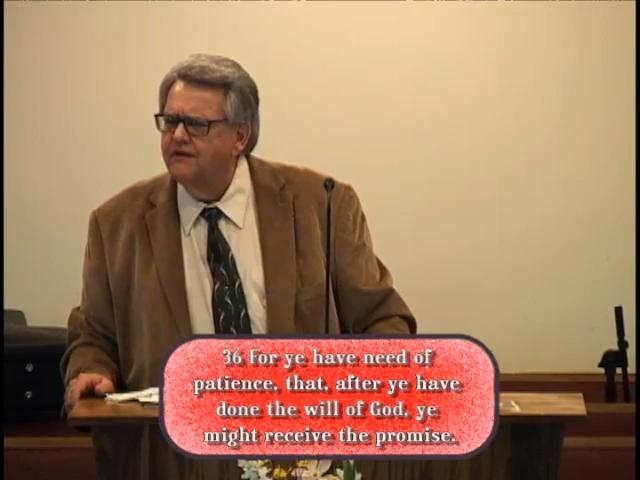 36 For ye have need of
patience, that, after ye have
done the will of God, ye
might receive the promise.